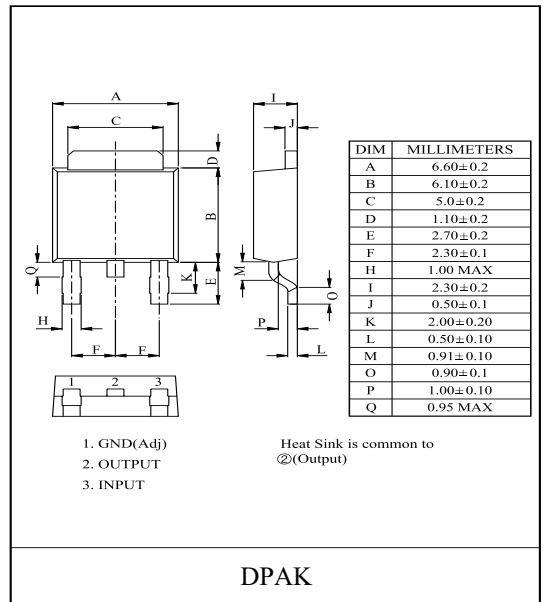 A
C
D
B
Q
K
E
H
F F
1 2 3
I
J
M
O
P
L
DIM MILLIMETERS
A 6.60±0.2
B 6.10±0.2
C 5.0±0.2
D 1.10±0.2
E 2.70±0.2
F 2.30±0.1
H 1.00 MAX
I 2.30±0.2
J 0.50±0.1
K 2.00±0.20
L 0.50±0.10
M 0.91±0.10
O 0.90±0.1
P 1.00±0.10
Q 0.95 MAX
1. GND(Adj)
2. OUTPUT
3. INPUT
Heat Sink is common to
②(Output)
DPAK